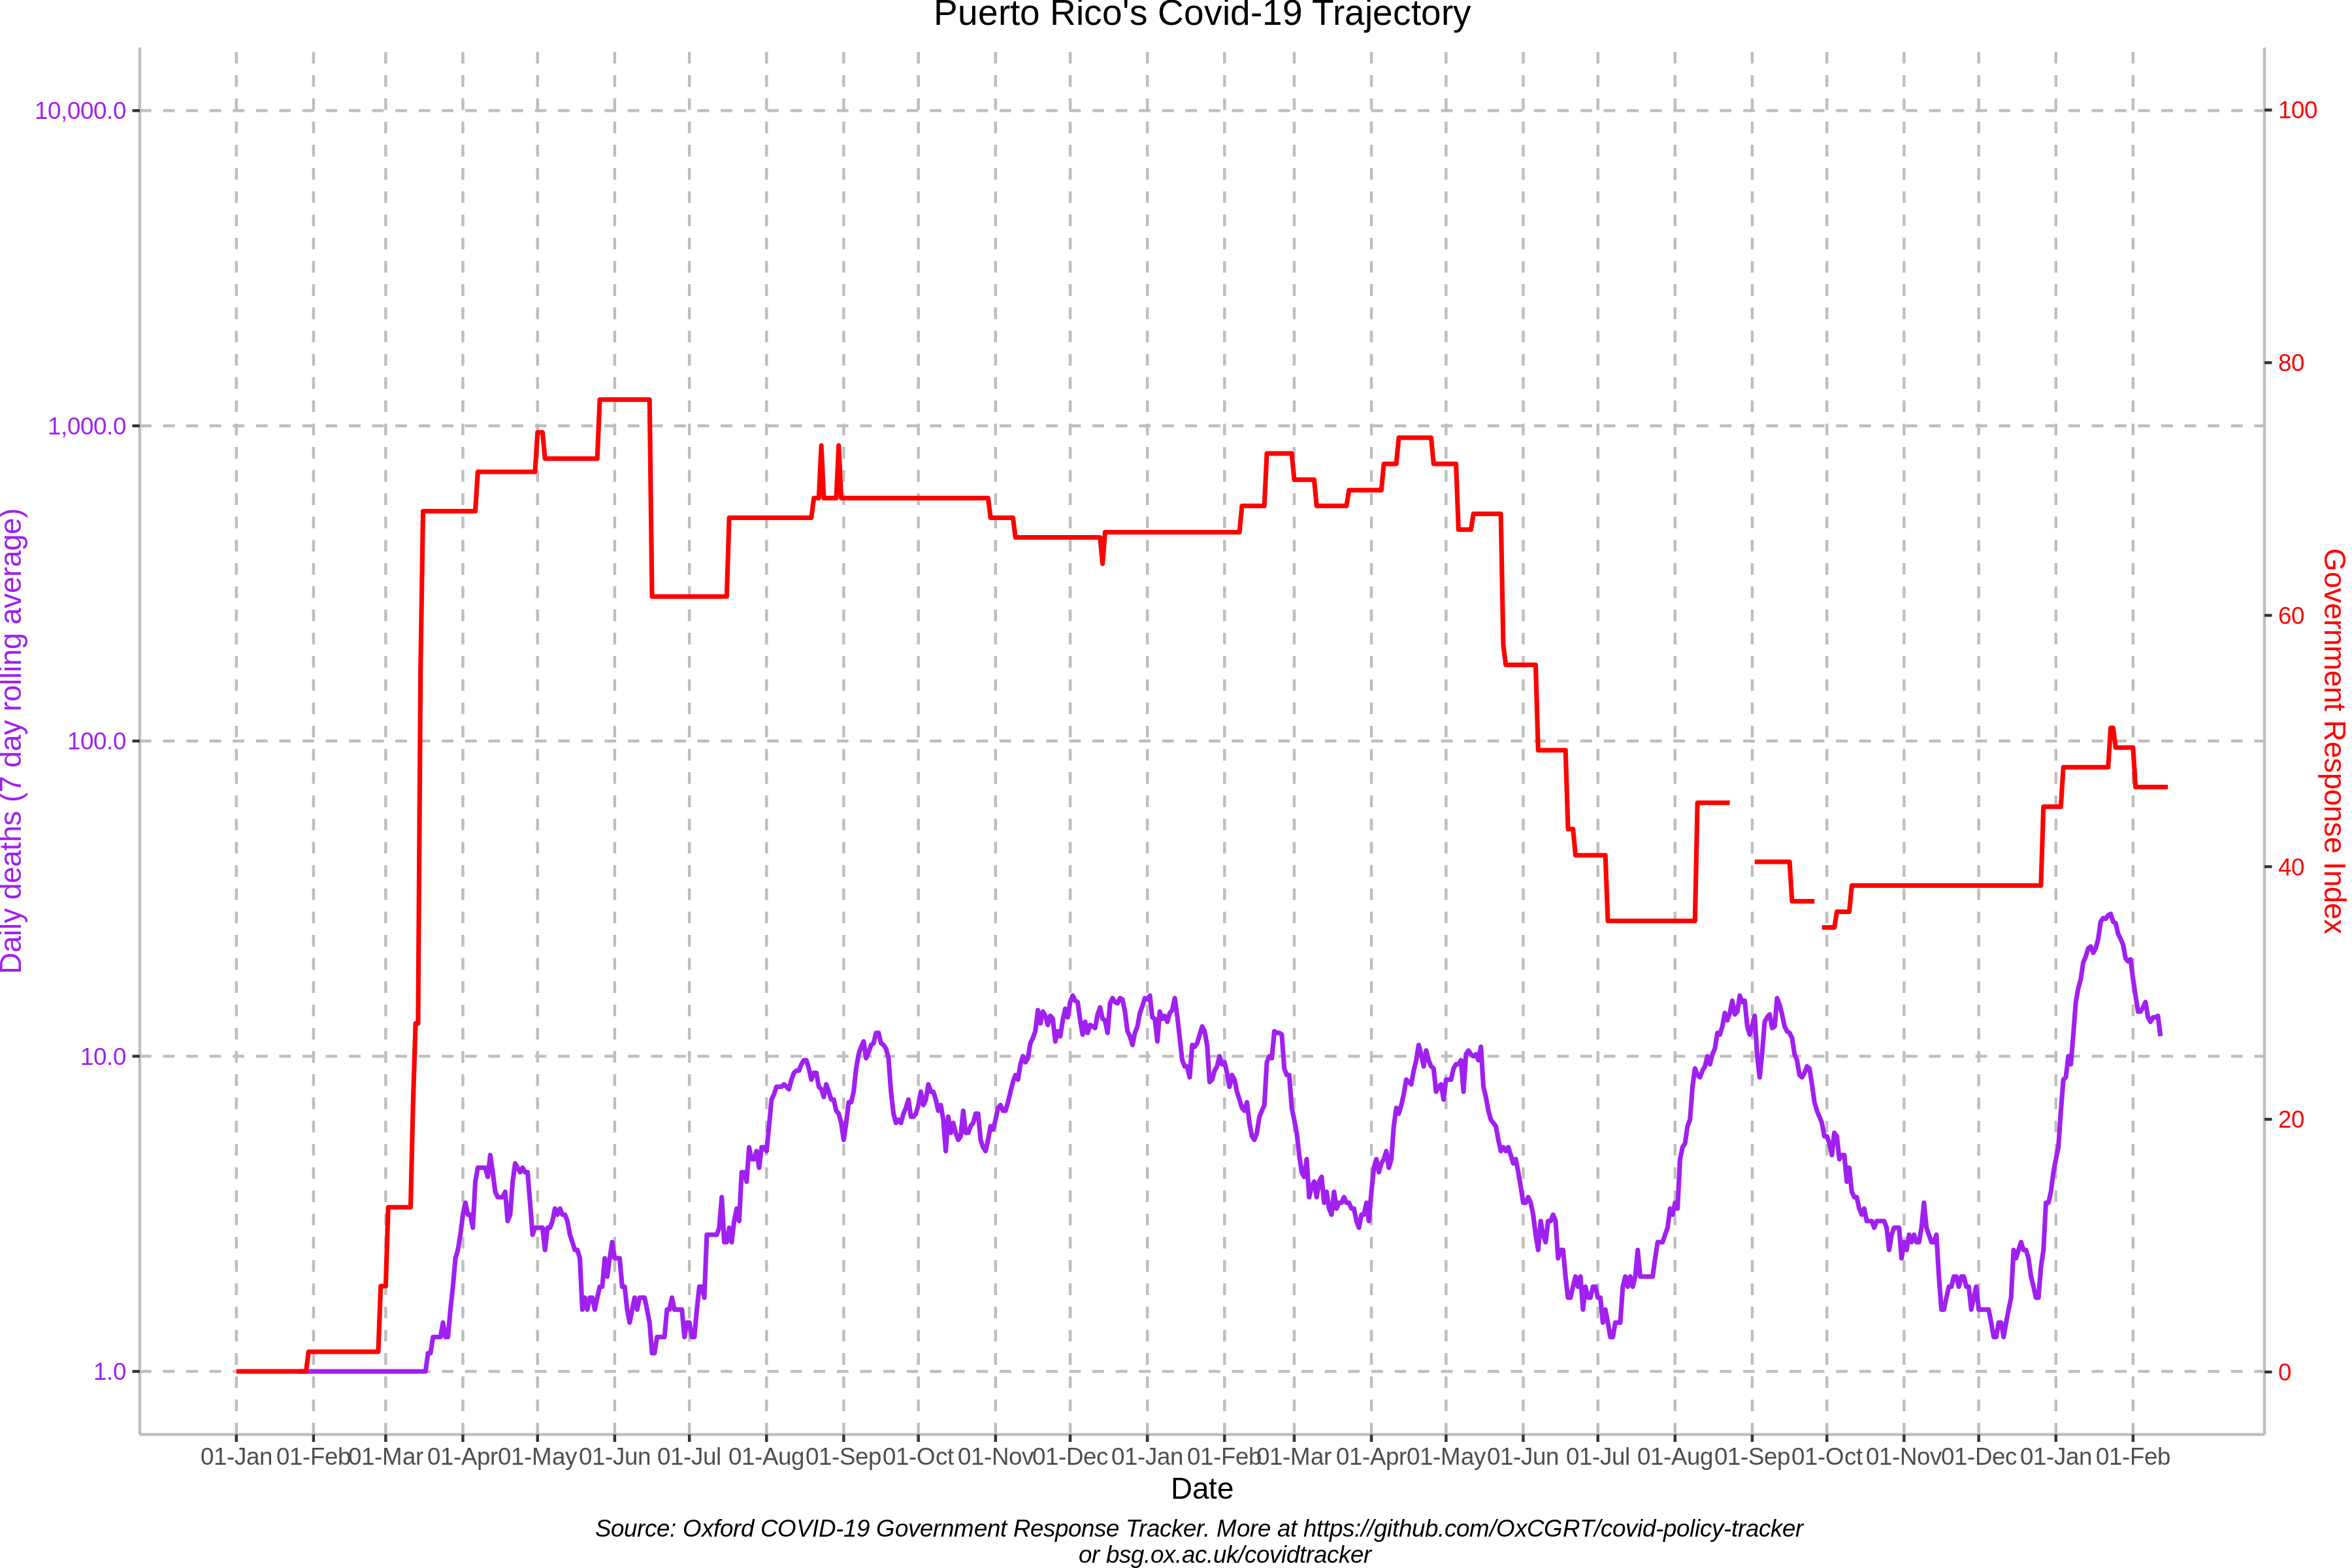 Puerto Rico's Covid-19 Trajectory
10,000.0
1,000.0
100.0
10.0
1.0
Daily deaths (7 day rolling average)
100
80
60
40
20
0
Government Response Index
01-Jan 01-Feb 01-Mar 01-Apr 01-May 01-Jun 01-Jul 01-Aug 01-Sep 01-Oct 01-Nov 01-Dec 01-Jan 01-Feb 01-Mar 01-Apr 01-May 01-Jun 01-Jul 01-Aug 01-Sep 01-Oct 01-Nov 01-Dec 01-Jan 01-Feb
Date
Source: Oxford COVID-19 Government Response Tracker. More at https://github.com/OxCGRT/covid-policy-tracker
or bsg.ox.ac.uk/covidtracker